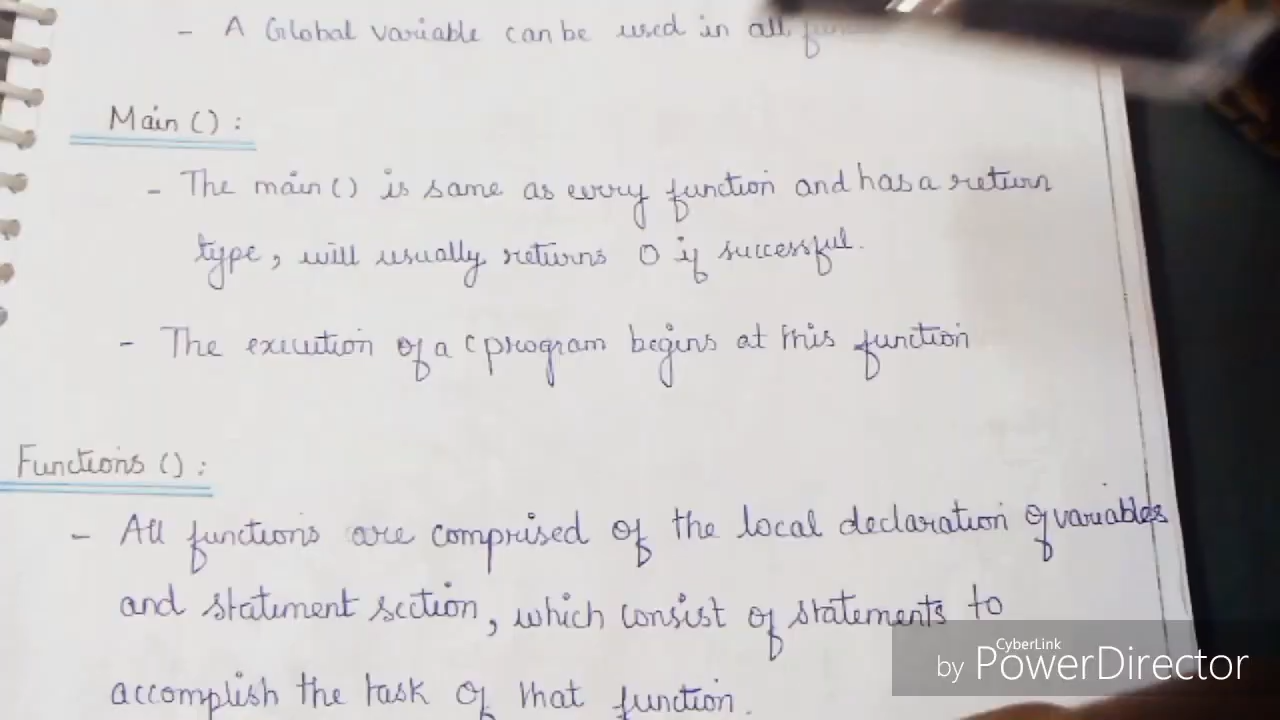 - A Global variable can be used in all
Main () :
- The main () is same as every function and has a return
type, will usually returns 0 if successful.
- The execution of a c program begins at this function
Functions () :
- All functions are comprised of the local declaration of variables
and statement section, which consist of statements to
accomplish the task of that function.
CyberLink
by PowerDirector